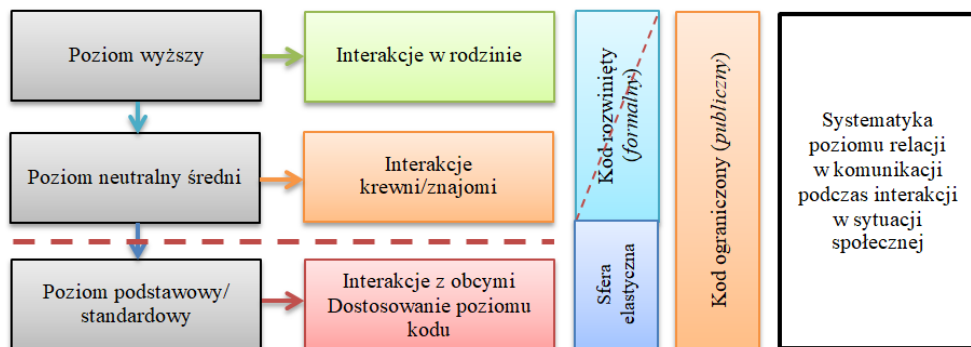 Poziom wyższy
Interakcje w rodzinie
Poziom neutralny średni
Interakcje
krewni/znajomi
Poziom podstawowy/
standardowy
Interakcje z obcymi
Dostosowanie poziomu
kodu
Kod rozwinięty
(formalny)
Sfera
elastyczna
Kod ograniczony (publiczny)
Systematyka
poziomu relacji
w komunikacji
podczas interakcji
w sytuacji
społecznej